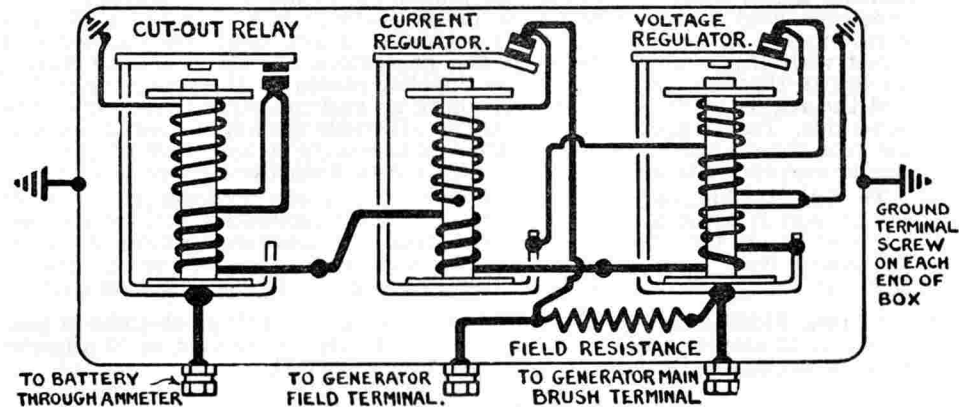 CUT-OUT RELAY
CURRENT
REGULATOR.
VOLTAGE
REGULATOR.
GROUND
TERMINAL
SCREW
ON EACH
END OF
BOX
FIELD RESISTANCE
TO BATTERY
THROUGH AMMETER
TO GENERATOR
FIELD TERMINAL.
TO GENERATOR MAIN
BRUSH TERMINAL